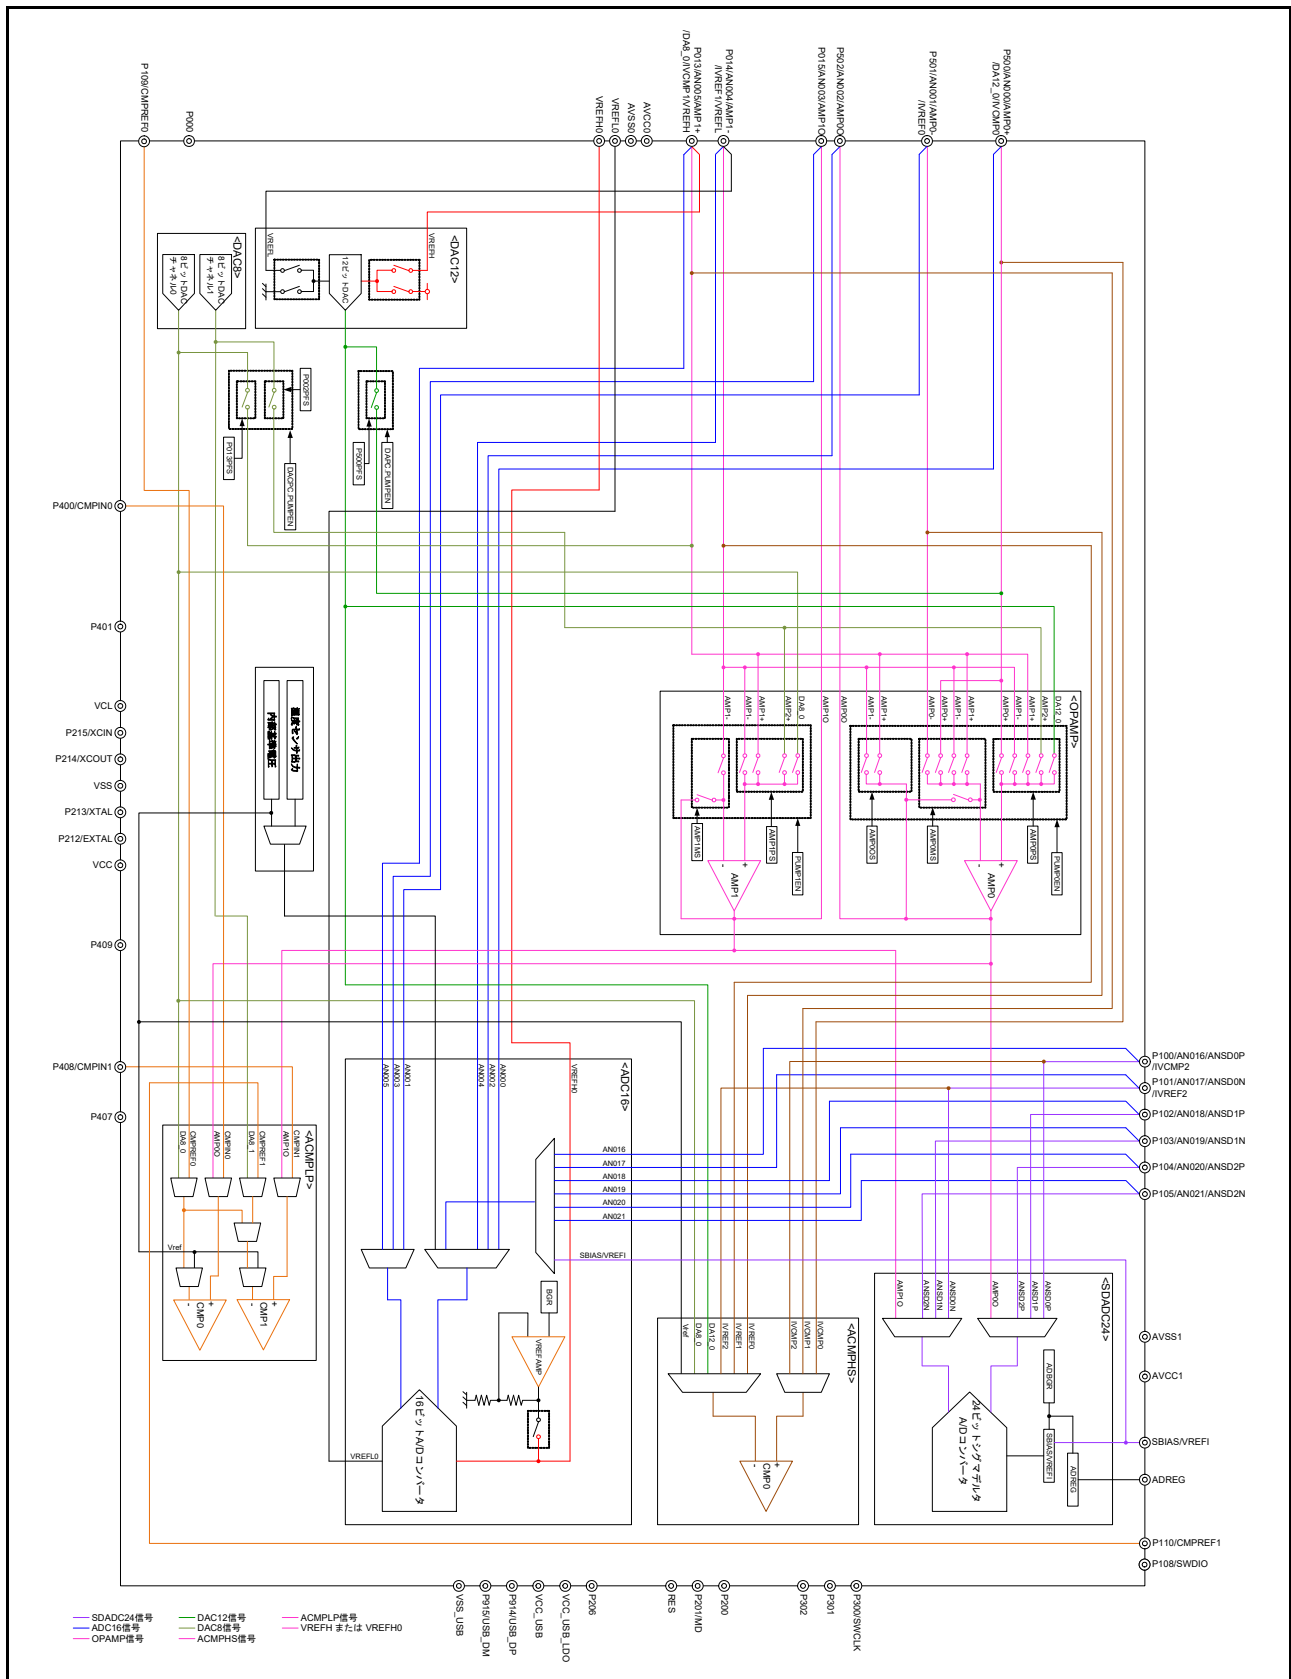 P109/CMPREF0
P000
VREFH0
VREFL0
AVSS0
AVCC0
P013/AN005/AMP1+
/DA8_0/IVCMP1/VREFH
P014/AN004/AMP1-
/IVREF1/VREFL
P015/AN003/AMP1O
P502/AN002/AMP0O
P501/AN001/AMP0-
/IVREF0
P500/AN000/AMP0+
/DA12_0/IVCMP0
<DAC8>
8ビットDAC
チャネル0
8ビットDAC
チャネル1
<DAC12>
VREFL
VREFH
12ビットDAC
P002PFS
P013PFS
DACPC_PUMPEN
P500PFS
DAPC_PUMPEN
P400/CMPIN0
P401
VCL
P215/XCIN
P214/XCOUT
VSS
P213/XTAL
P212/EXTAL
VCC
P409
P408/CMPIN1
P407
内部基準電圧
温度センサ出力
<OPAMP>
AMP1-
AMP1-
AMP1+
AMP2+
DA8_0
AMP1O
AMP0O
AMP1-
AMP1+
AMP0-
AMP0+
AMP1-
AMP1+
AMP0+
AMP1-
AMP1+
AMP2+
DA12_0
AMP1MS
AMP1PS
PUMP1EN
AMP0OS
AMP0MS
AMP0PS
PUMP0EN
- +
AMP1
- +
AMP0
<ADC16>
AN005
AN003
AN001
AN004
AN002
AN000
VREFH0
AN016
AN017
AN018
AN019
AN020
AN021
SBIAS/VREFI
BGR
VREFAMP
VREFL0
16ビットA/Dコンバータ
<ACMPLP>
DA8_0
CMPREF0
AMP0O
CMPIN0
DA8_1
CMPREF1
AMP1O
CMPIN1
Vref
- +
CMP0
- +
CMP1
<ACMPHS>
Vref
DA8_0
DA12_0
IVREF2
IVREF1
IVREF0
IVCMP2
IVCMP1
IVCMP0
- +
CMP0
<SDADC24>
AMP1O
ANSD2N
ANSD1N
ANSD0N
AMP0O
ANSD2P
ANSD1P
ANSD0P
24ビットシグマデルタ
A/Dコンバータ
ADBGR
SBIAS/VREFI
ADREG
P100/AN016/ANSD0P
/IVCMP2
P101/AN017/ANSD0N
/IVREF2
P102/AN018/ANSD1P
P103/AN019/ANSD1N
P104/AN020/ANSD2P
P105/AN021/ANSD2N
AVSS1
AVCC1
SBIAS/VREFI
ADREG
P110/CMPREF1
P108/SWDIO
VSS_USB
P915/USB_DM
P914/USB_DP
VCC_USB
VCC_USB_LDO
P206
RES
P201/MD
P200
P302
P301
P300/SWCLK
SDADC24信号
ADC16信号
OPAMP信号
DAC12信号
DAC8信号
ACMPHS信号
ACMPLP信号
VREFH または VREFH0